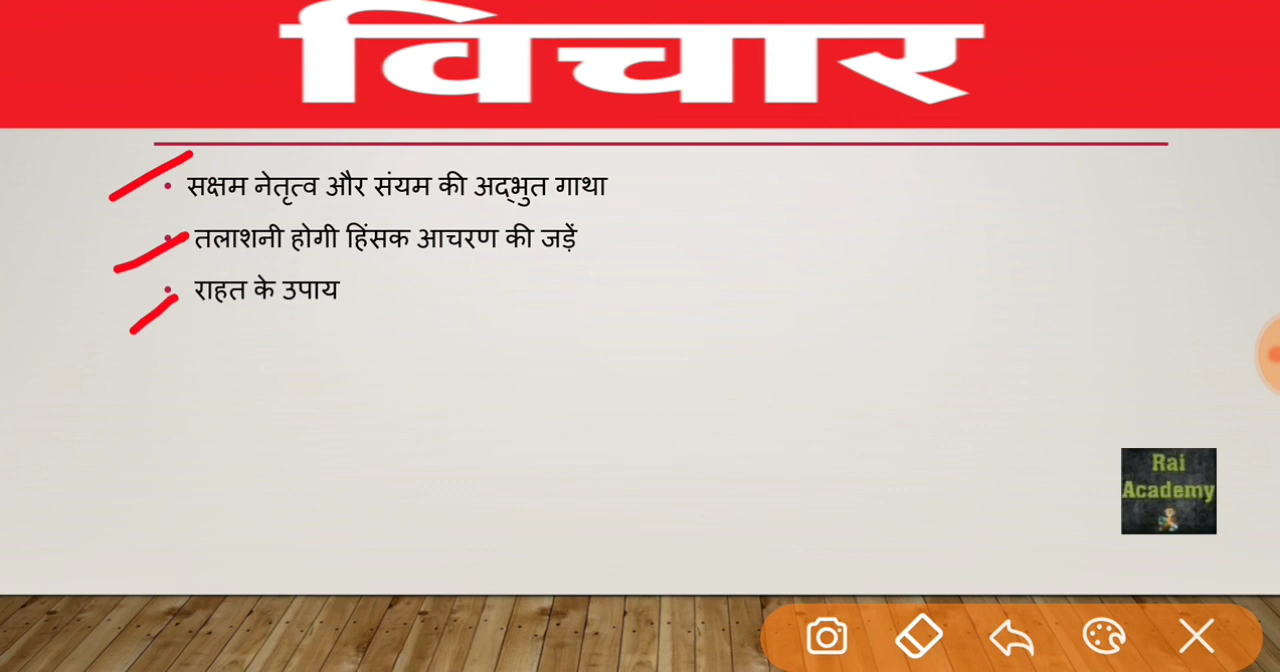 विचार
• सक्षम नेतृत्व और संयम की अद्भुत गाथा
• तलाशनी होगी हिंसक आचरण की जड़ें
• राहत के उपाय
Rai
Academy